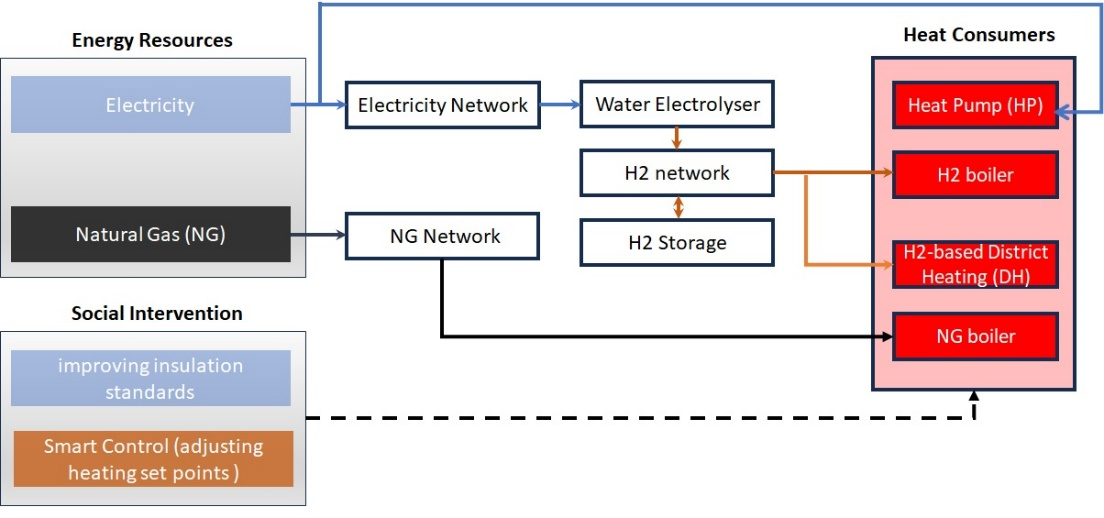 Energy Resources
Electricity
Natural Gas (NG)
Electricity Network
NG Network
Water Electrolyser
H2 network
H2 Storage
Heat Consumers
Heat Pump (HP)
H2 boiler
H2-based District
Heating (DH)
NG boiler
Social Intervention
improving insulation
standards
Smart Control (adjusting
heating set points )